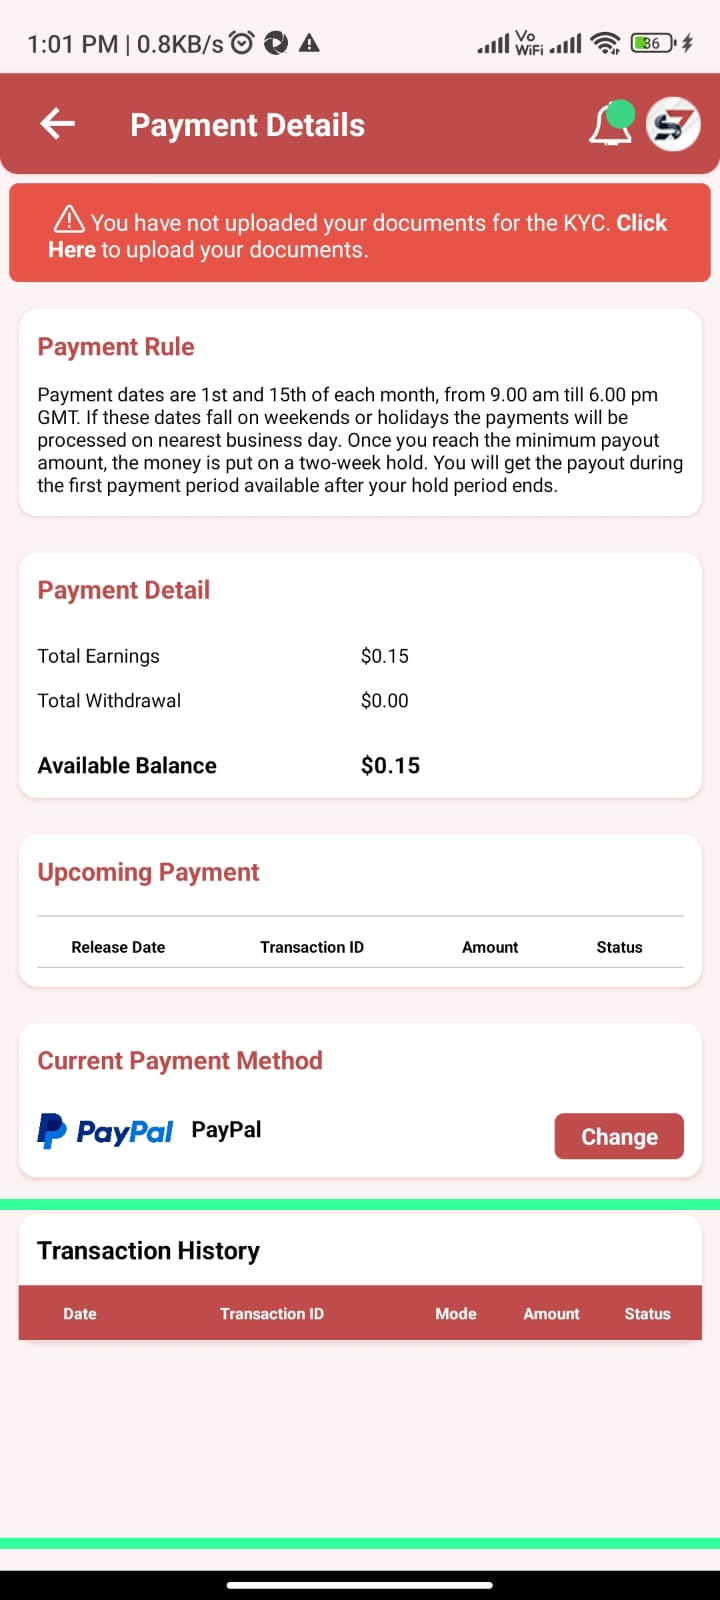 1:01 PM | 0.8KB/s
Vo
WiFi
36
Payment Details
S7
You have not uploaded your documents for the KYC. Click
Here to upload your documents.
Payment Rule
Payment dates are 1st and 15th of each month, from 9.00 am till 6.00 pm
GMT. If these dates fall on weekends or holidays the payments will be
processed on nearest business day. Once you reach the minimum payout
amount, the money is put on a two-week hold. You will get the payout during
the first payment period available after your hold period ends.
Payment Detail
Total Earnings $0.15
Total Withdrawal $0.00
Available Balance $0.15
Upcoming Payment
Release Date Transaction ID Amount Status
Current Payment Method
PayPal PayPal
Change
Transaction History
Date Transaction ID Mode Amount Status